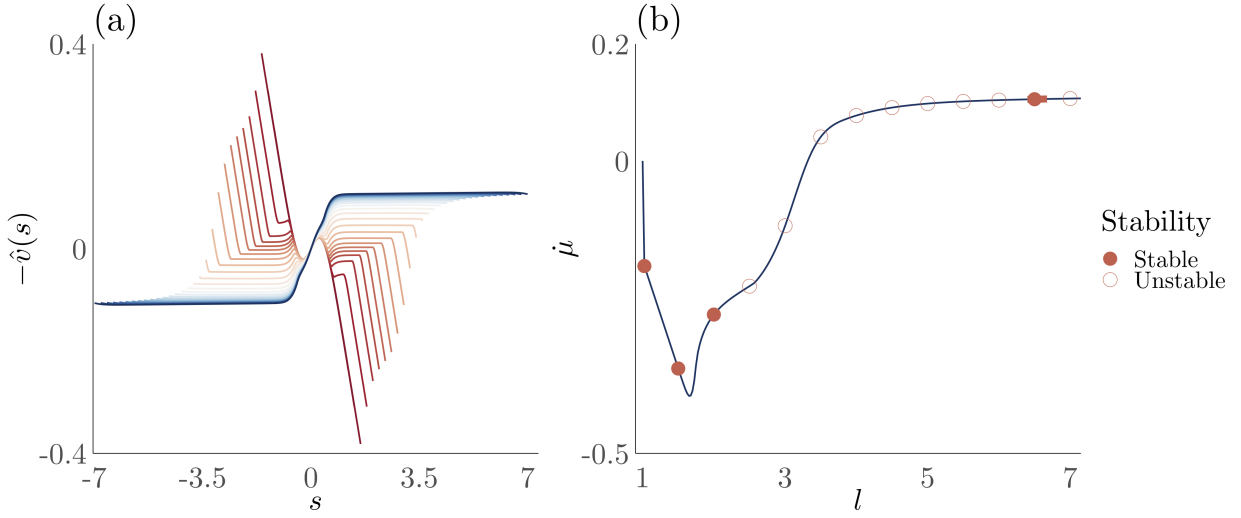 (a)
0.4
0
-0.4
−v̂(s)
-7
-3.5
0
3.5
7
s
(b)
0.2
0
-0.5
μ̇
1
3
5
7
l
Stability
Stable
Unstable